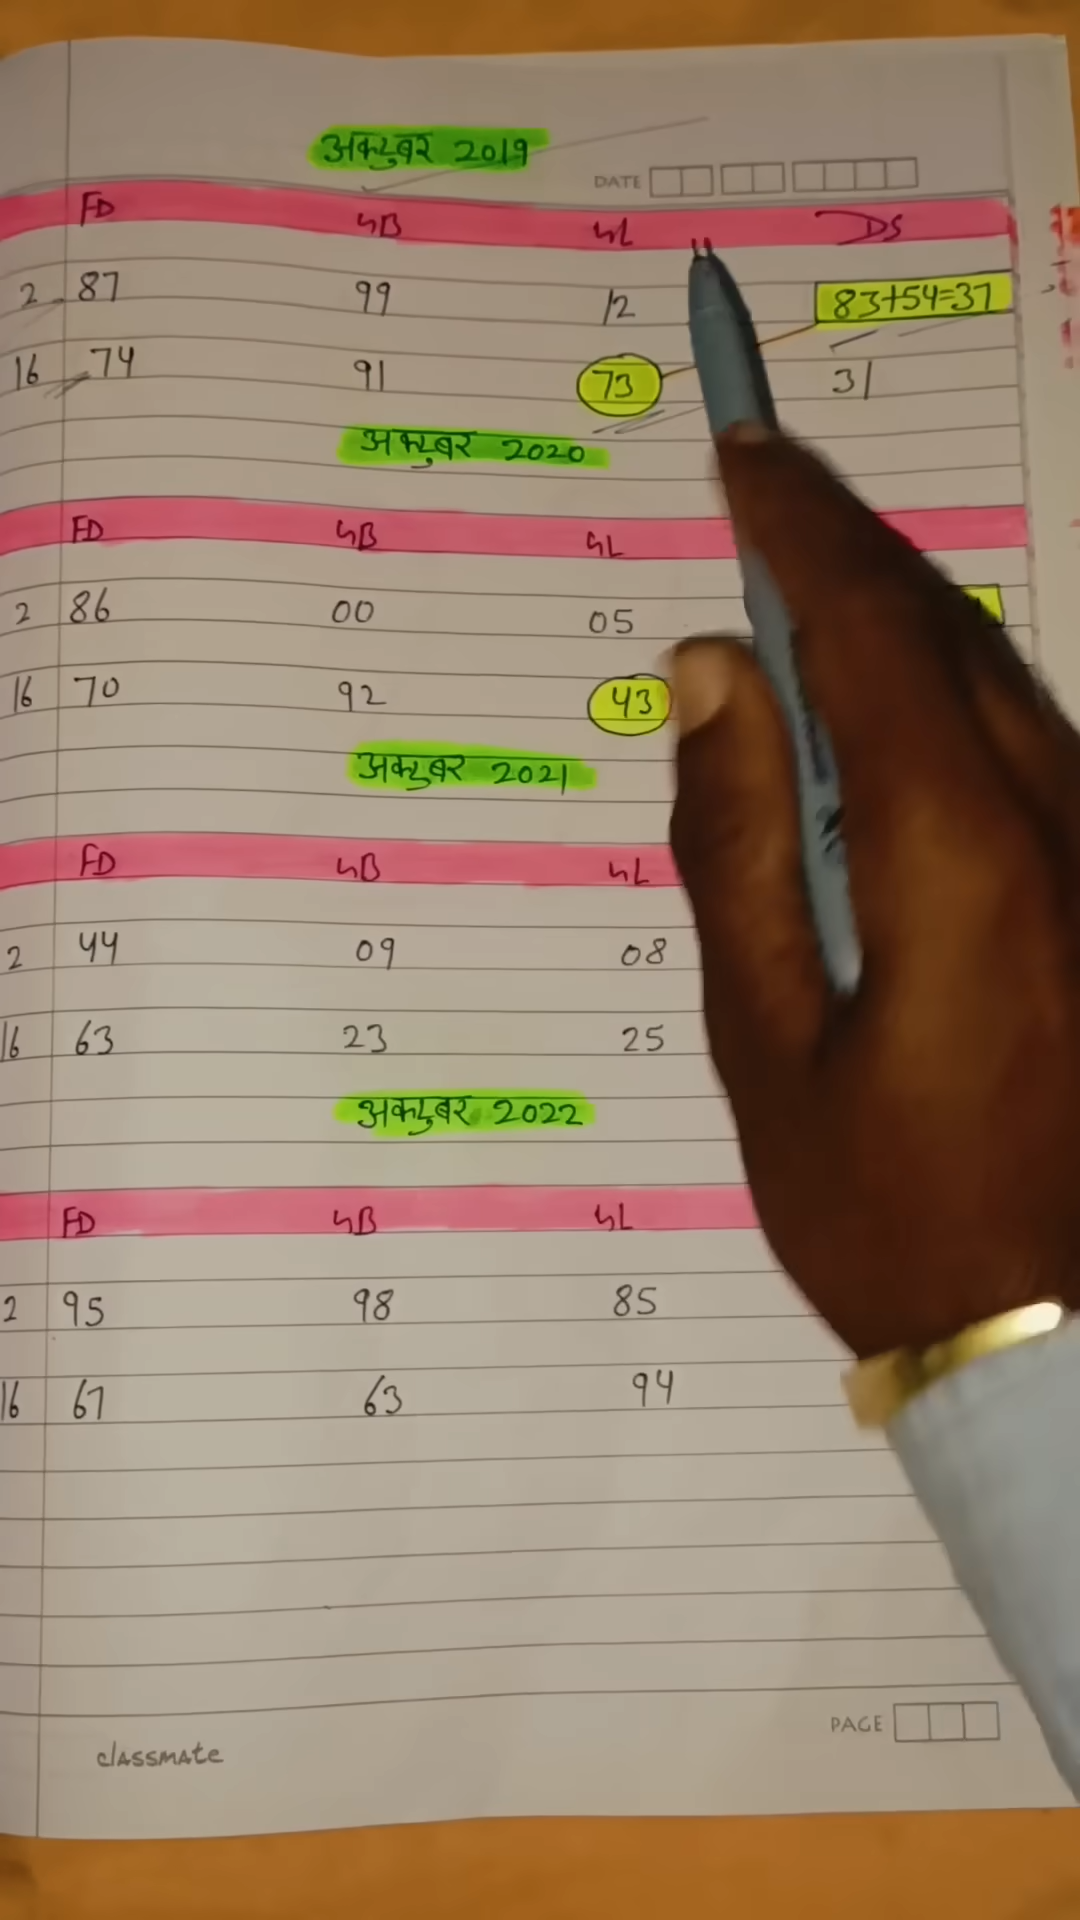 अक्टुबर 2019
DATE
FD GB GL DS
2 87 99 12 83+54=37
16 74 91 73 31
अक्टुबर 2020
FD GB GL
2 86 00 05
16 70 92 43
अक्टुबर 2021
FD GB GL
2 44 09 08
16 63 23 25
अक्टुबर 2022
FD GB GL
2 95 98 85
16 67 63 94
PAGE
classmate